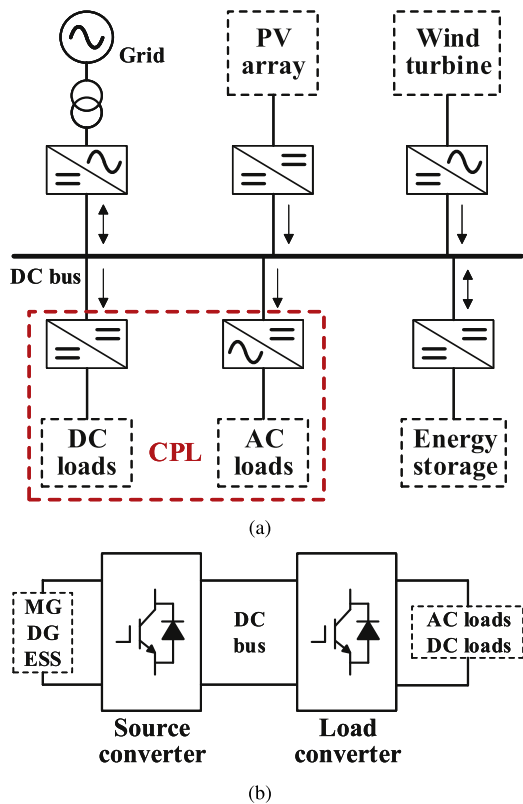 Grid
PV
array
Wind
turbine
DC bus
DC
loads
CPL
AC
loads
Energy
storage
(a)
MG
DG
ESS
DC
bus
AC loads
DC loads
Source
converter
Load
converter
(b)